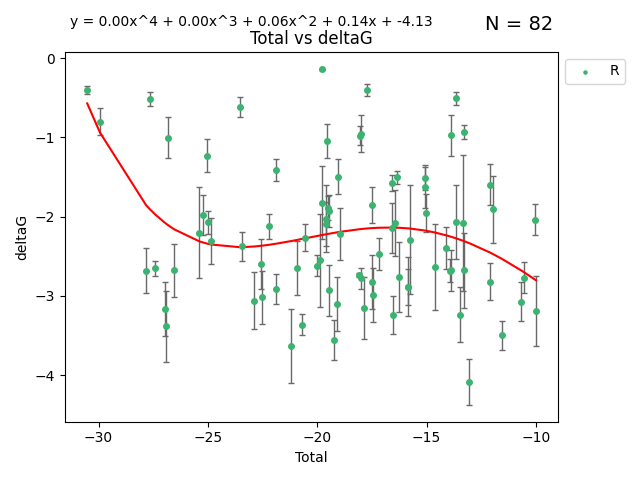 y = 0.00x^4 + 0.00x^3 + 0.06x^2 + 0.14x + -4.13
N = 82
Total vs deltaG
R
deltaG
0
−1
−2
−3
−4
−30
−25
−20
−15
−10
Total